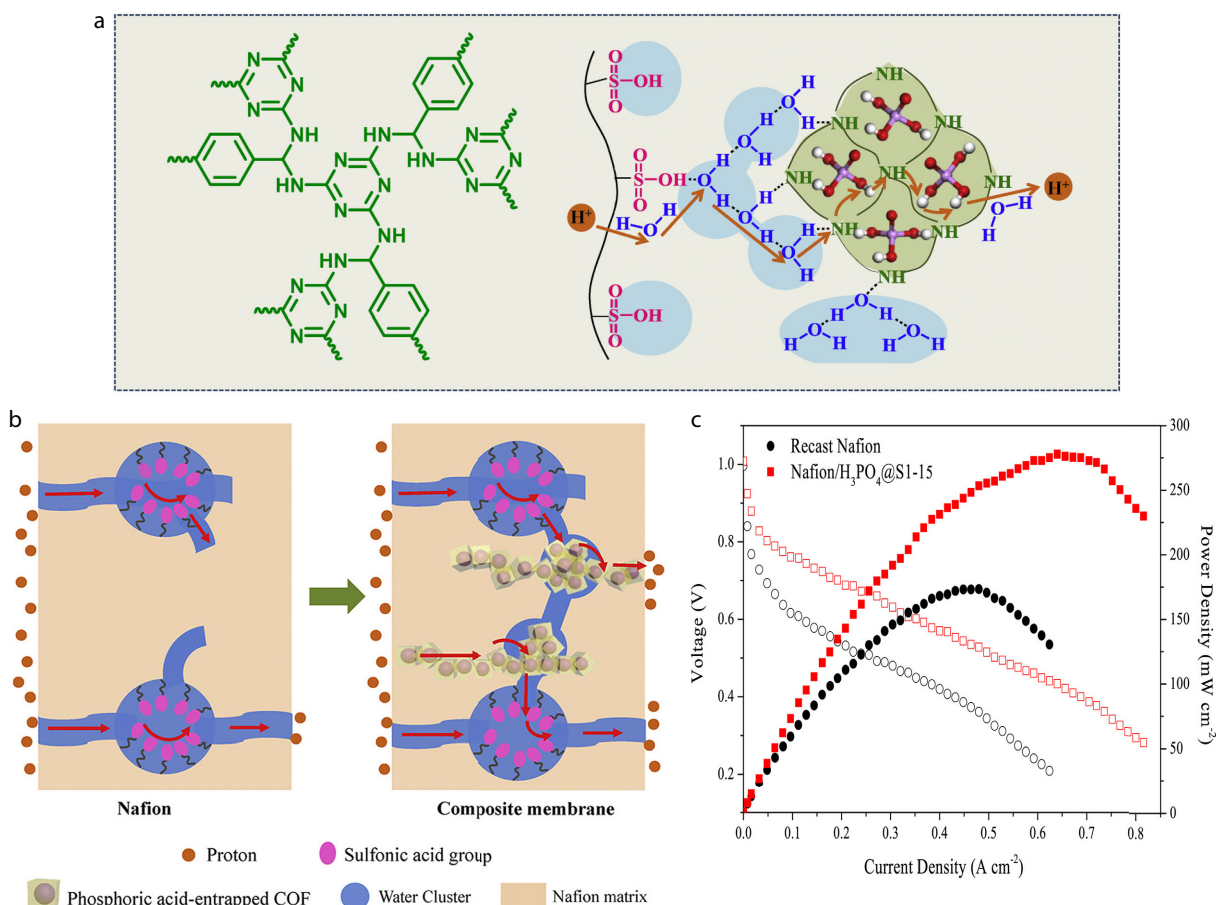 a
N N N N N N
N NH HN N
NH HN
N N
NH N HN
NH
NH HN
N N N N
N N
O
S OH
O
O
S OH
O
O
S OH
O
H⁺
H O H
O H H
O H
O H
O H
O H H
NH
NH NH
NH NH NH
NH NH
NH
H⁺
O H H
O
H H
O O
H H H H
b
Nafion
Composite membrane
Proton
Sulfonic acid group
Phosphoric acid-entrapped COF
Water Cluster
Nafion matrix
c
Recast Nafion
Nafion/H₃PO₄@S1-15
Voltage (V)
1.0
0.8
0.6
0.4
0.2
0.0 0.1 0.2 0.3 0.4 0.5 0.6 0.7 0.8
Current Density (A cm⁻²)
300
250
200
150
100
50
0
Power Density (mW cm⁻²)